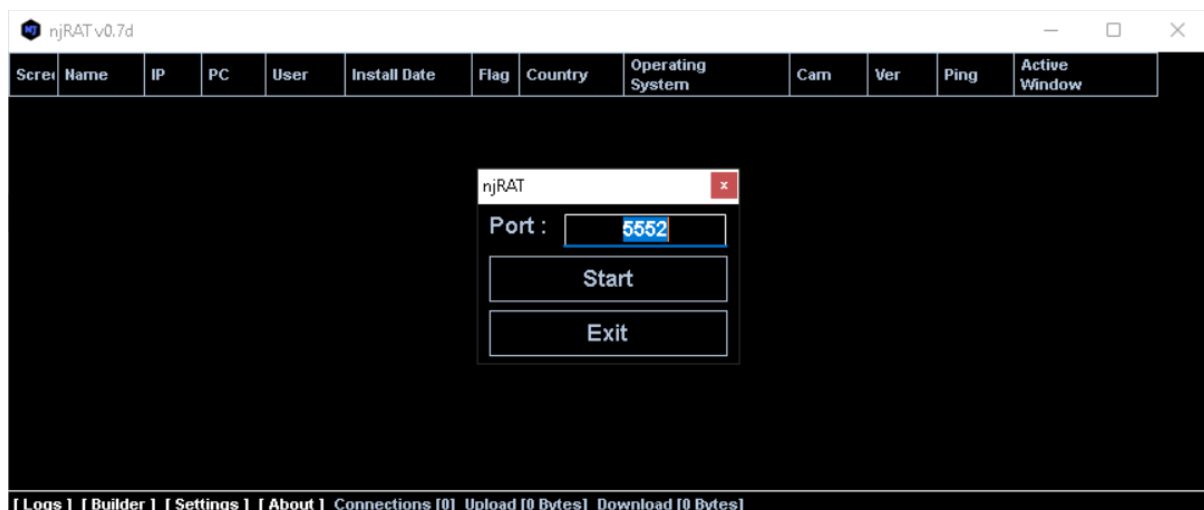 njRAT v0.7d
Name IP PC User Install Date Flag Country Operating System Cam Ver Ping Active Window
njRAT
Port :
5552
Start
Exit
[ Logs ] [ Builder ] [ Settings ] [ About ] Connections [0] Upload [0 Bytes] Download [0 Bytes]